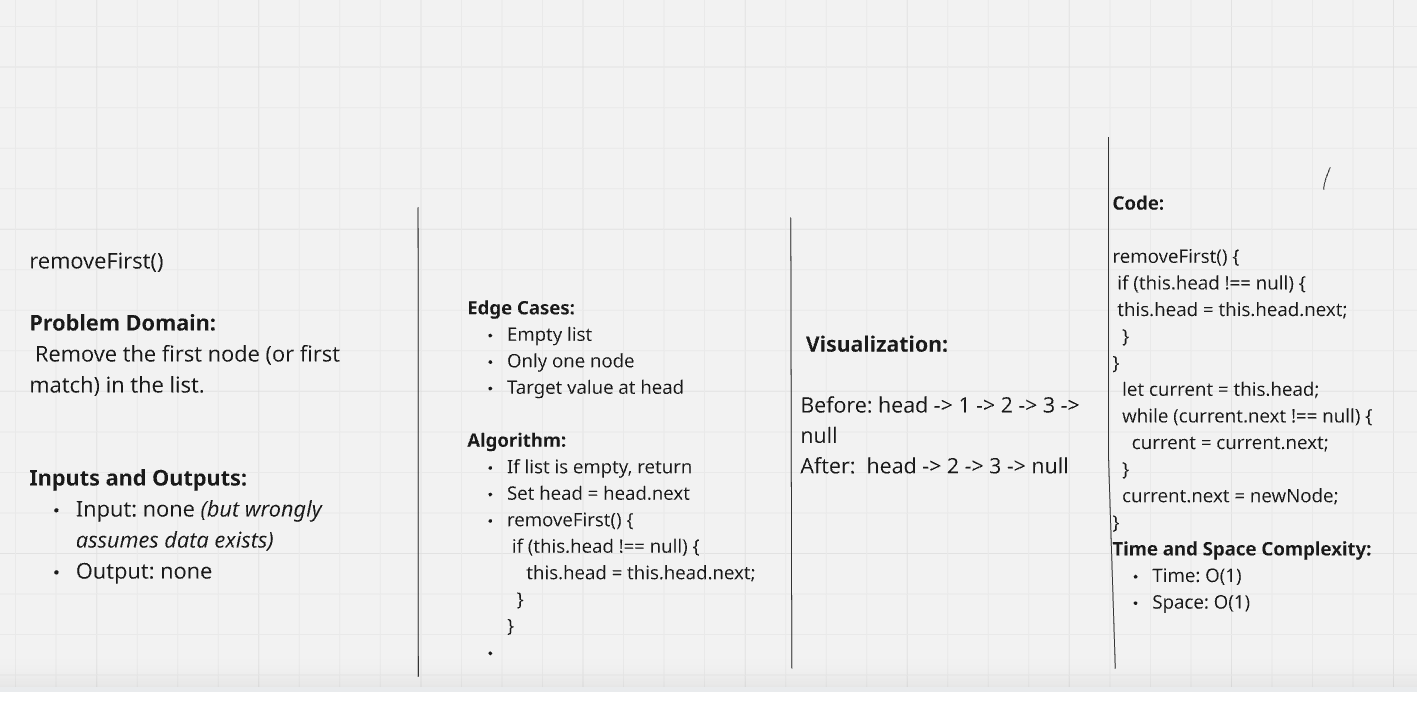 removeFirst()
Problem Domain:
Remove the first node (or first
match) in the list.
Inputs and Outputs:
• Input: none (but wrongly
assumes data exists)
• Output: none
Edge Cases:
• Empty list
• Only one node
• Target value at head
Algorithm:
• If list is empty, return
• Set head = head.next
• removeFirst() {
if (this.head !== null) {
this.head = this.head.next;
}
}
•
Visualization:
Before: head -> 1 -> 2 -> 3 ->
null
After:  head -> 2 -> 3 -> null
Code:
removeFirst() {
if (this.head !== null) {
this.head = this.head.next;
}
}
let current = this.head;
while (current.next !== null) {
current = current.next;
}
current.next = newNode;
}
Time and Space Complexity:
• Time: O(1)
• Space: O(1)